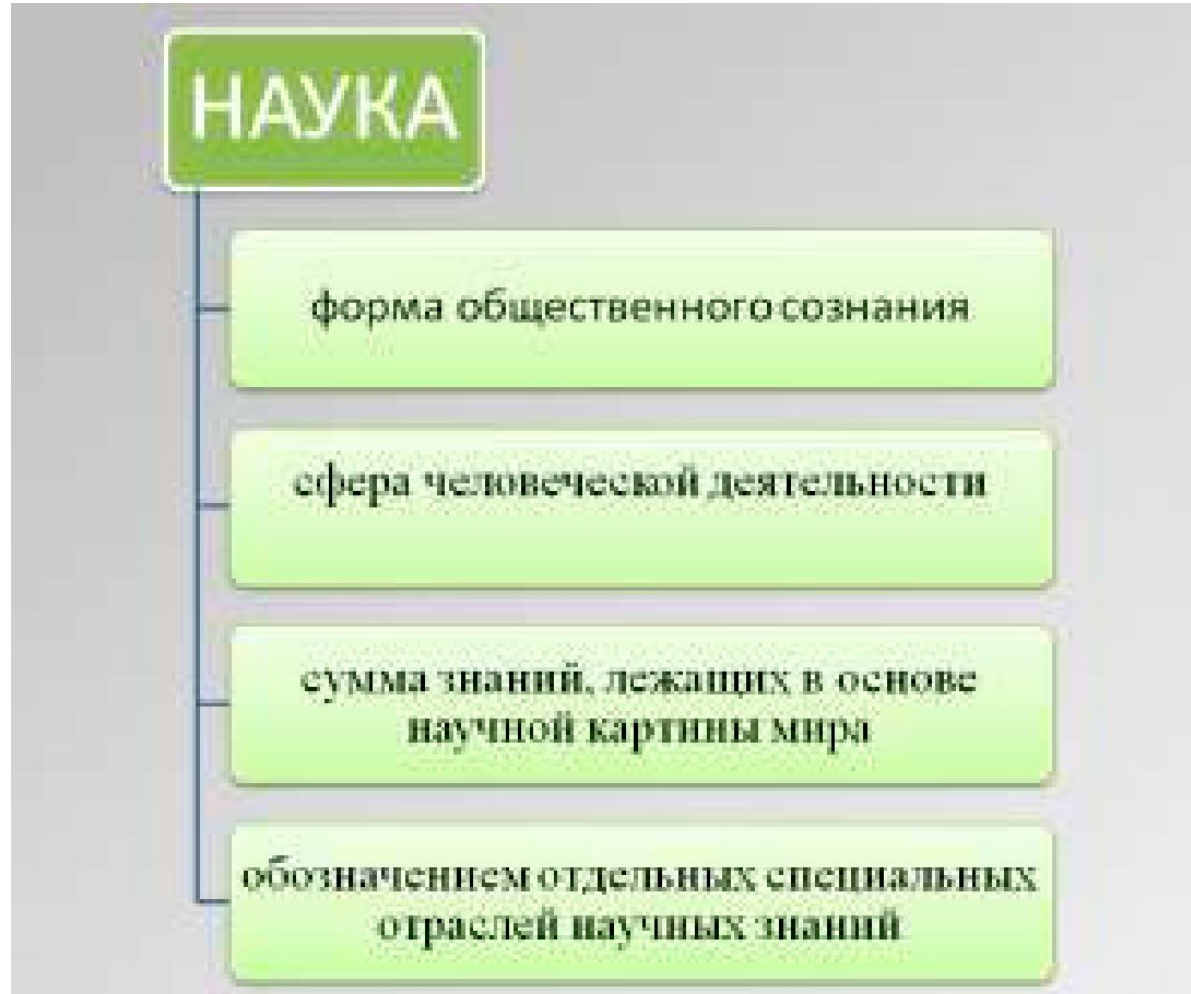 НАУКА
форма общественного сознания
сфера человеческой деятельности
сумма знаний, лежащих в основе
научной картины мира
обозначением отдельных специальных
отраслей научных знаний